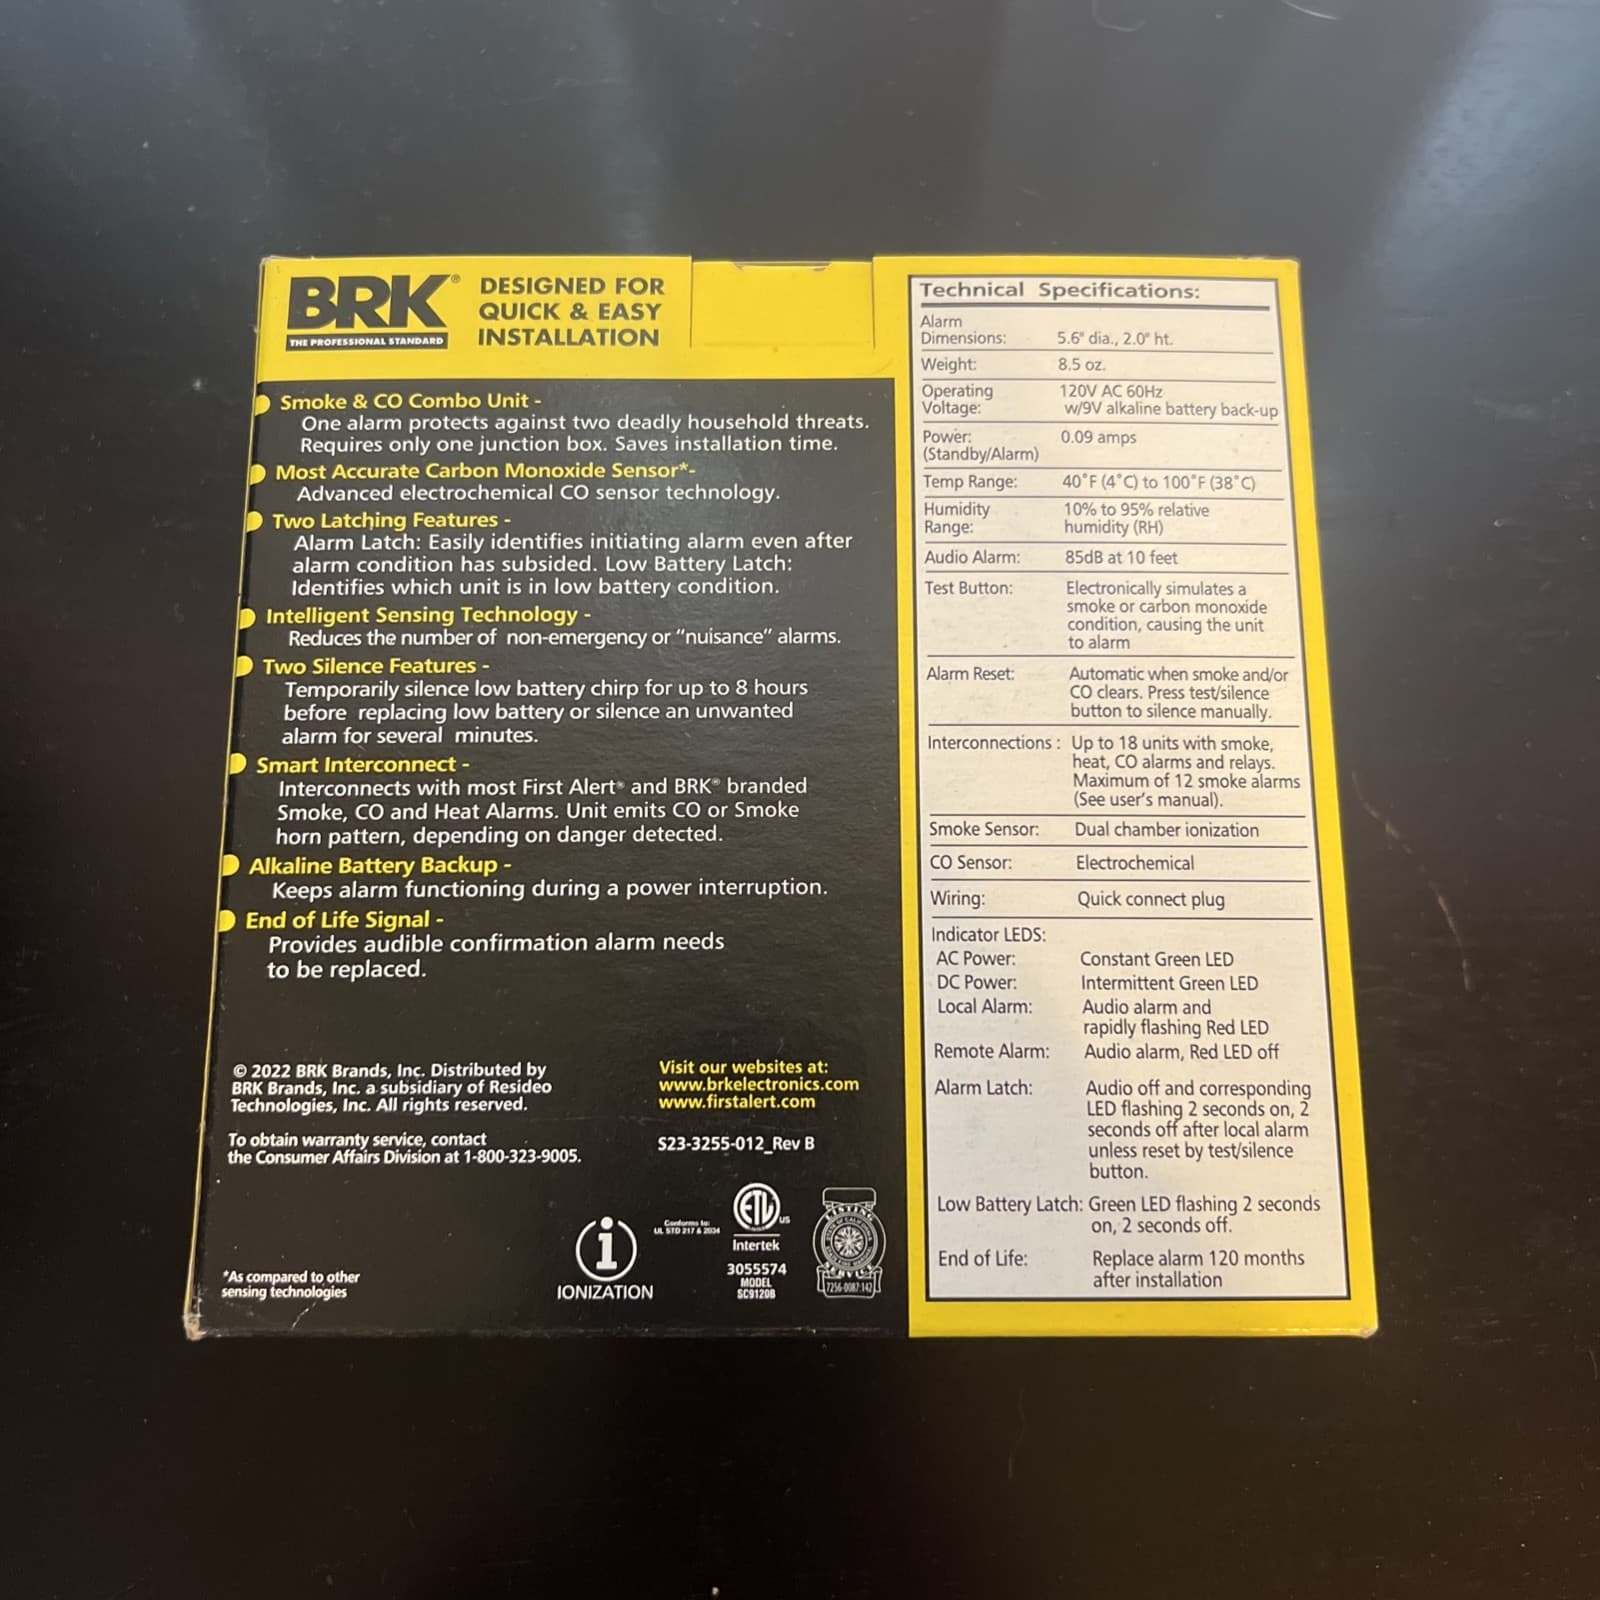 BRK®
THE PROFESSIONAL STANDARD
DESIGNED FOR
QUICK & EASY
INSTALLATION
Smoke & CO Combo Unit -
One alarm protects against two deadly household threats.
Requires only one junction box. Saves installation time.
Most Accurate Carbon Monoxide Sensor*-
Advanced electrochemical CO sensor technology.
Two Latching Features -
Alarm Latch: Easily identifies initiating alarm even after
alarm condition has subsided. Low Battery Latch:
Identifies which unit is in low battery condition.
Intelligent Sensing Technology -
Reduces the number of non-emergency or “nuisance” alarms.
Two Silence Features -
Temporarily silence low battery chirp for up to 8 hours
before replacing low battery or silence an unwanted
alarm for several minutes.
Smart Interconnect -
Interconnects with most First Alert® and BRK® branded
Smoke, CO and Heat Alarms. Unit emits CO or Smoke
horn pattern, depending on danger detected.
Alkaline Battery Backup -
Keeps alarm functioning during a power interruption.
End of Life Signal -
Provides audible confirmation alarm needs
to be replaced.
© 2022 BRK Brands, Inc. Distributed by
BRK Brands, Inc. a subsidiary of Resideo
Technologies, Inc. All rights reserved.
To obtain warranty service, contact
the Consumer Affairs Division at 1-800-323-9005.
*As compared to other
sensing technologies
Visit our websites at:
www.brkelectronics.com
www.firstalert.com
S23-3255-012_Rev B
i
IONIZATION
Conforms to:
UL STD 217 & 2034
ETL
US
Intertek
3055574
MODEL
SC9120B
LISTING
SERVICE
7256-0087:142
Technical Specifications:
Alarm
Dimensions: 5.6" dia., 2.0" ht.
Weight: 8.5 oz.
Operating 120V AC 60Hz
Voltage: w/9V alkaline battery back-up
Power: 0.09 amps
(Standby/Alarm)
Temp Range: 40°F (4°C) to 100°F (38°C)
Humidity 10% to 95% relative
Range: humidity (RH)
Audio Alarm: 85dB at 10 feet
Test Button: Electronically simulates a
smoke or carbon monoxide
condition, causing the unit
to alarm
Alarm Reset: Automatic when smoke and/or
CO clears. Press test/silence
button to silence manually.
Interconnections : Up to 18 units with smoke,
heat, CO alarms and relays.
Maximum of 12 smoke alarms
(See user's manual).
Smoke Sensor: Dual chamber ionization
CO Sensor: Electrochemical
Wiring: Quick connect plug
Indicator LEDS:
AC Power: Constant Green LED
DC Power: Intermittent Green LED
Local Alarm: Audio alarm and
rapidly flashing Red LED
Remote Alarm: Audio alarm, Red LED off
Alarm Latch: Audio off and corresponding
LED flashing 2 seconds on, 2
seconds off after local alarm
unless reset by test/silence
button.
Low Battery Latch: Green LED flashing 2 seconds
on, 2 seconds off.
End of Life: Replace alarm 120 months
after installation